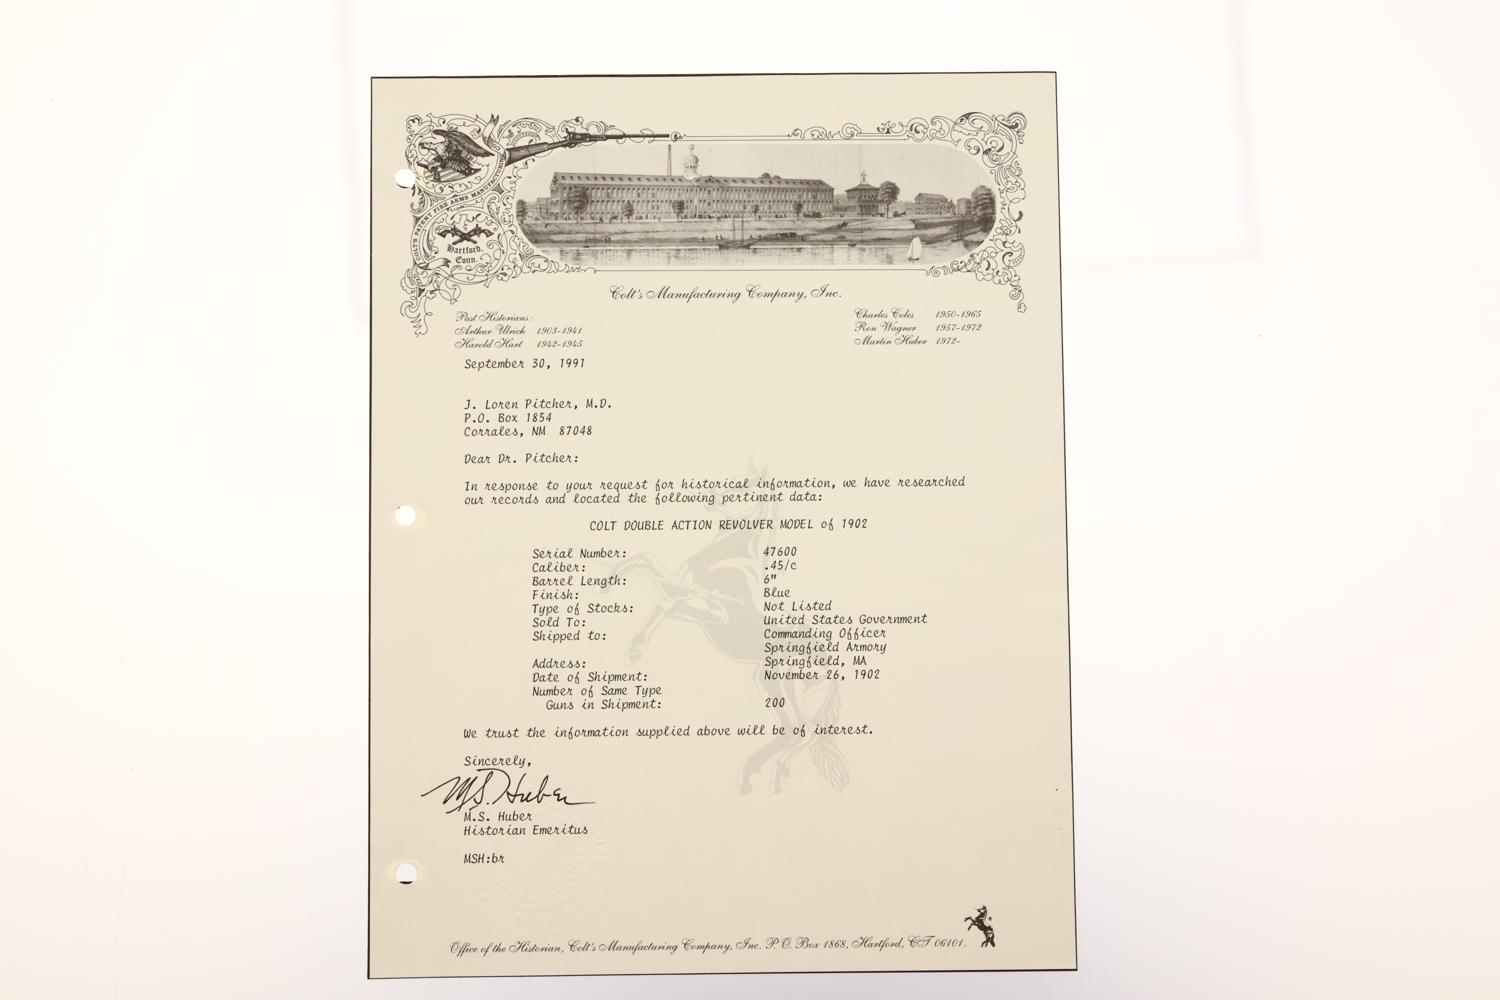 COLT'S PATENT FIRE ARMS MANUFACTURING
Hartford.
Conn.
Colt's Manufacturing Company, Inc.
Past Historians:
Arthur Ulrich 1903-1941
Harold Hart 1942-1945
Charles Coles 1950-1965
Ron Wagner 1957-1972
Martin Huber 1972-
September 30, 1991
J. Loren Pitcher, M.D.
P.O. Box 1854
Corrales, NM 87048
Dear Dr. Pitcher:
In response to your request for historical information, we have researched
our records and located the following pertinent data:
COLT DOUBLE ACTION REVOLVER MODEL of 1902
Serial Number: 47600
Caliber: .45/c
Barrel Length: 6"
Finish: Blue
Type of Stocks: Not Listed
Sold To: United States Government
Shipped to: Commanding Officer
Springfield Armory
Address: Springfield, MA
Date of Shipment: November 26, 1902
Number of Same Type
Guns in Shipment: 200
We trust the information supplied above will be of interest.
Sincerely,
M.S. Huber
M.S. Huber
Historian Emeritus
MSH:br
Office of the Historian, Colt's Manufacturing Company, Inc. P.O. Box 1868, Hartford, CT 06101.